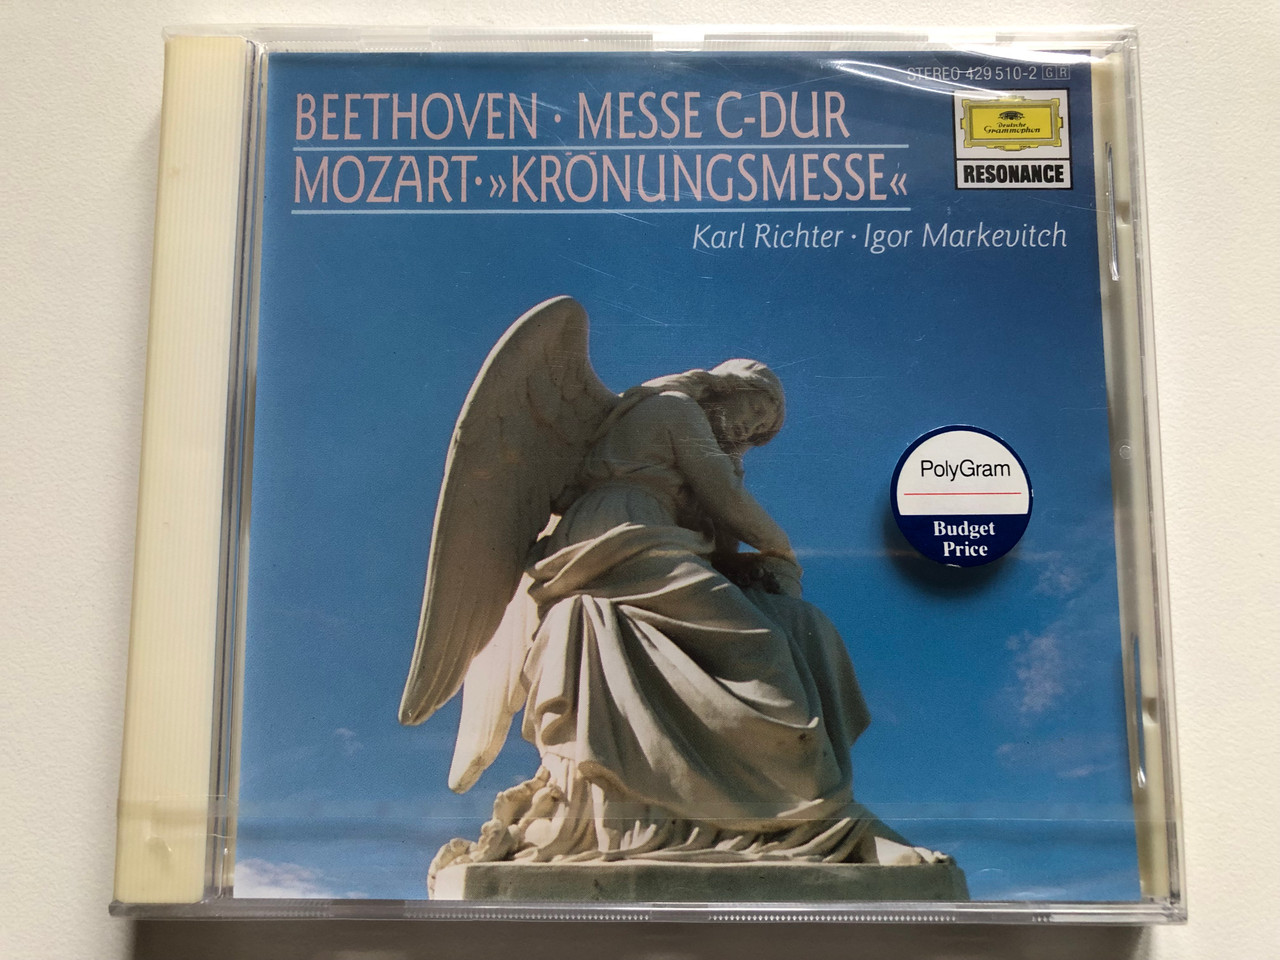 STEREO 429 510-2 GR
BEETHOVEN · MESSE C-DUR
MOZART · »KRÖNUNGSMESSE«
Deutsche
Grammophon
RESONANCE
Karl Richter · Igor Markevitch
PolyGram
Budget
Price